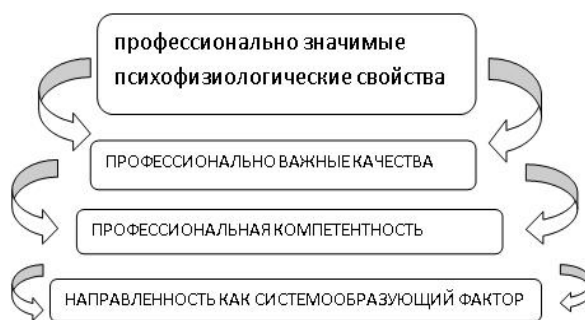 профессионально значимые
психофизиологические свойства
ПРОФЕССИОНАЛЬНО ВАЖНЫЕ КАЧЕСТВА
ПРОФЕССИОНАЛЬНАЯ КОМПЕТЕНТНОСТЬ
НАПРАВЛЕННОСТЬ КАК СИСТЕМООБРАЗУЮЩИЙ ФАКТОР